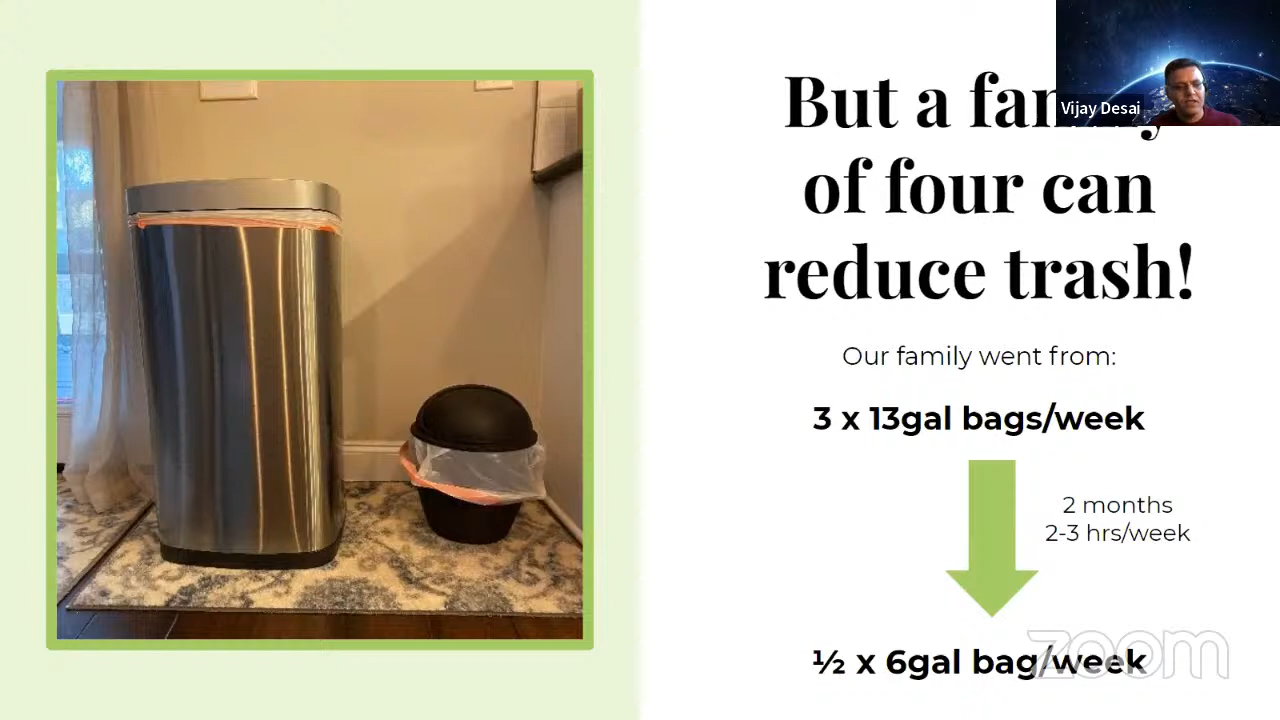 But a family
of four can
reduce trash!
Vijay Desai
Our family went from:
3 x 13gal bags/week
2 months
2-3 hrs/week
½ x 6gal bag/week
zoom